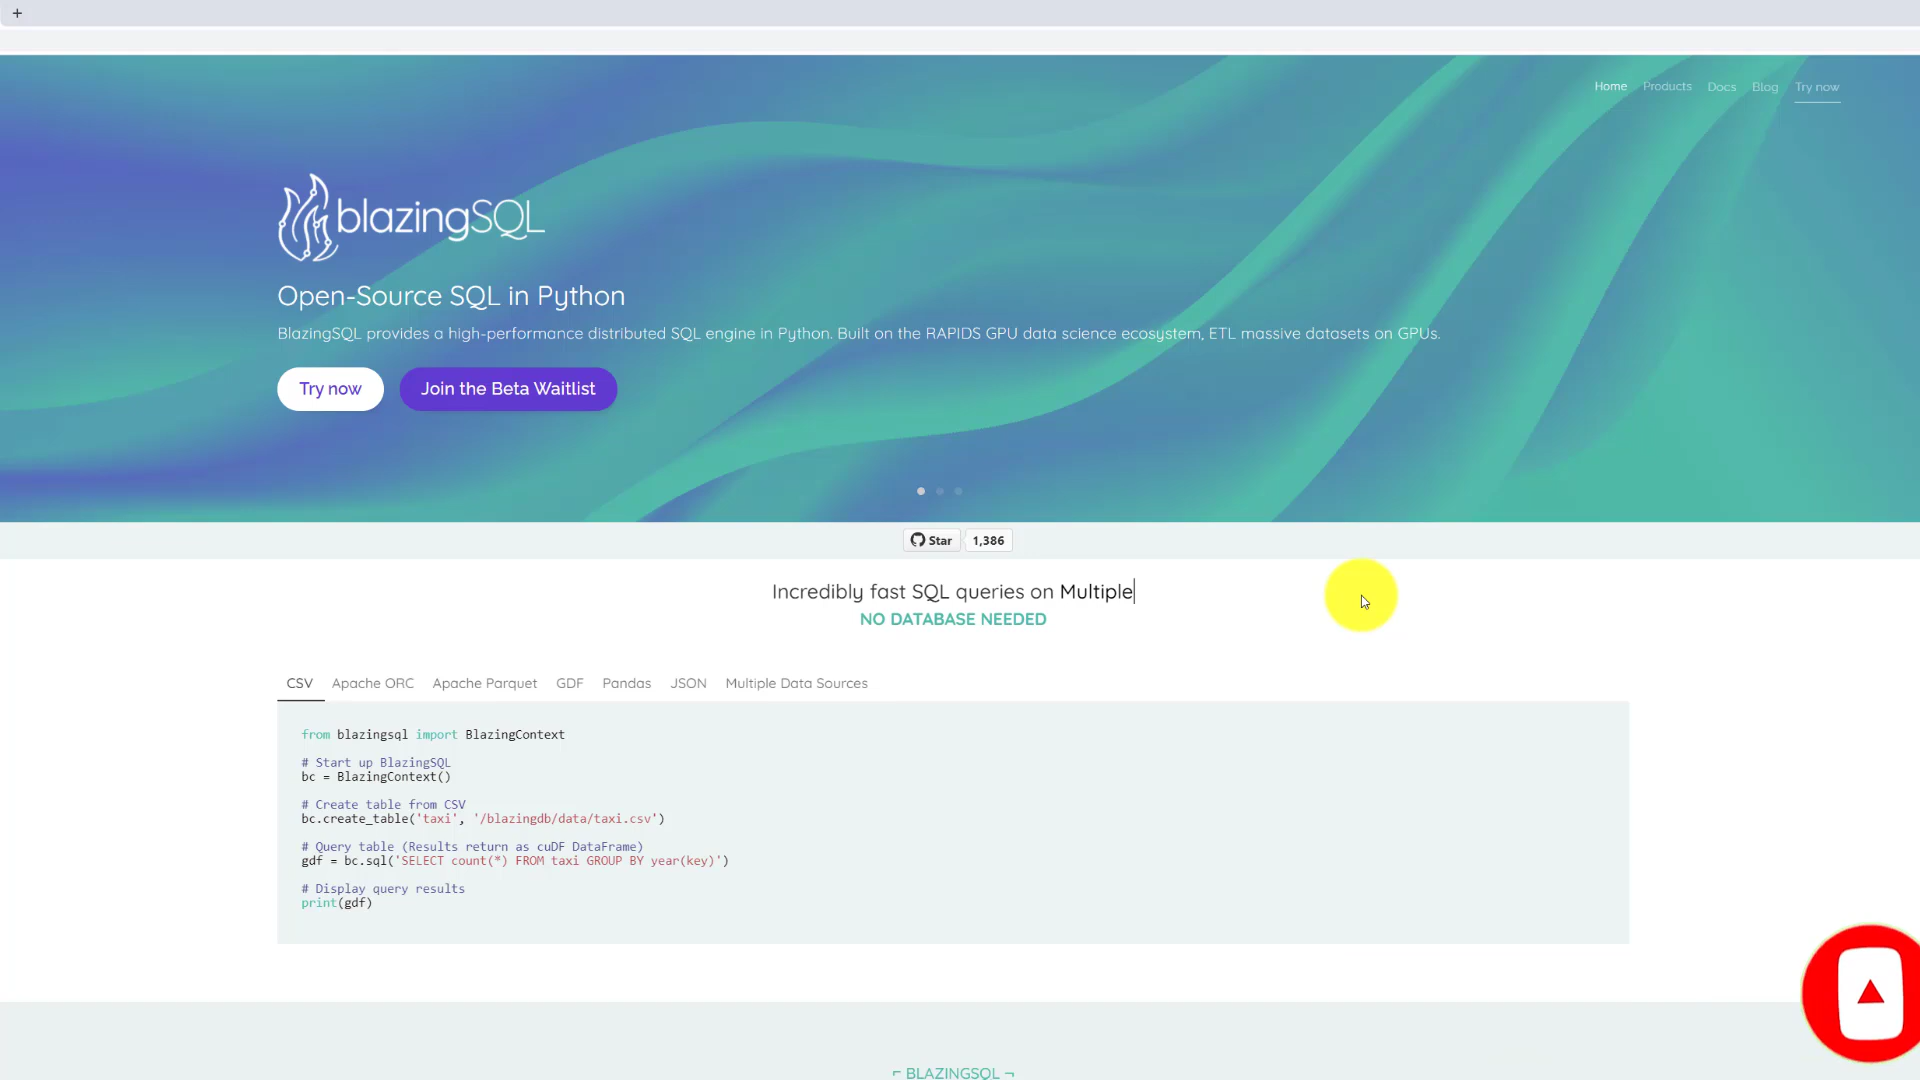 +
Home Products Docs Blog Try now
blazingSQL
Open-Source SQL in Python
BlazingSQL provides a high-performance distributed SQL engine in Python. Built on the RAPIDS GPU data science ecosystem, ETL massive datasets on GPUs.
Try now Join the Beta Waitlist
Star 1,386
Incredibly fast SQL queries on Multiple
NO DATABASE NEEDED
CSV Apache ORC Apache Parquet GDF Pandas JSON Multiple Data Sources
from blazingsql import BlazingContext
# Start up BlazingSQL
bc = BlazingContext()
# Create table from CSV
bc.create_table('taxi', '/blazingdb/data/taxi.csv')
# Query table (Results return as cuDF DataFrame)
gdf = bc.sql('SELECT count(*) FROM taxi GROUP BY year(key)')
# Display query results
print(gdf)
⌐ BLAZINGSQL ¬